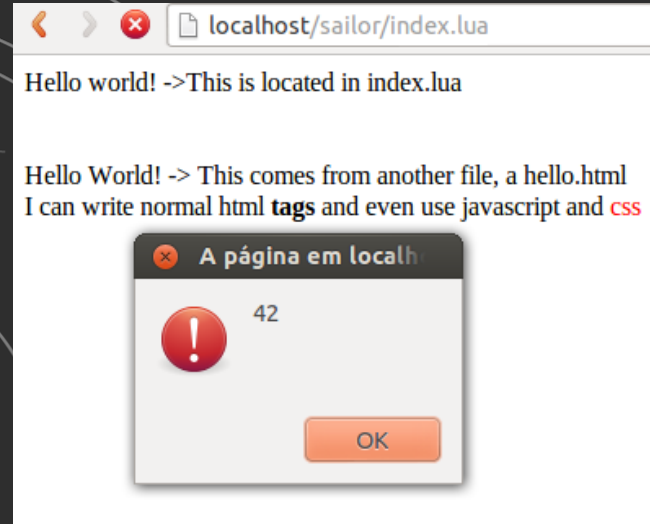 localhost/sailor/index.lua
Hello world! ->This is located in index.lua
Hello World! -> This comes from another file, a hello.html
I can write normal html tags and even use javascript and css
A página em localh
42
OK